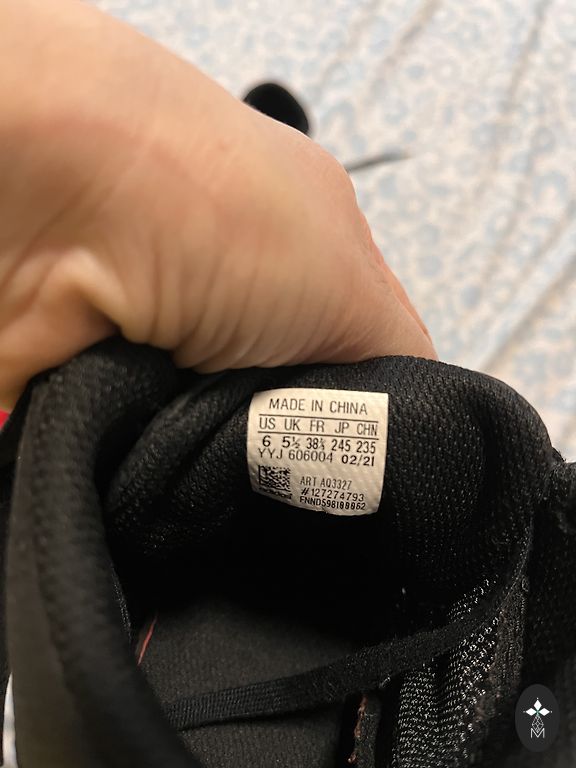 MADE IN CHINA
US UK FR JP CHN
6 5½ 38⅔ 245 235
YYJ 606004 02/21
ART AQ3327
#127274793
adidas
M